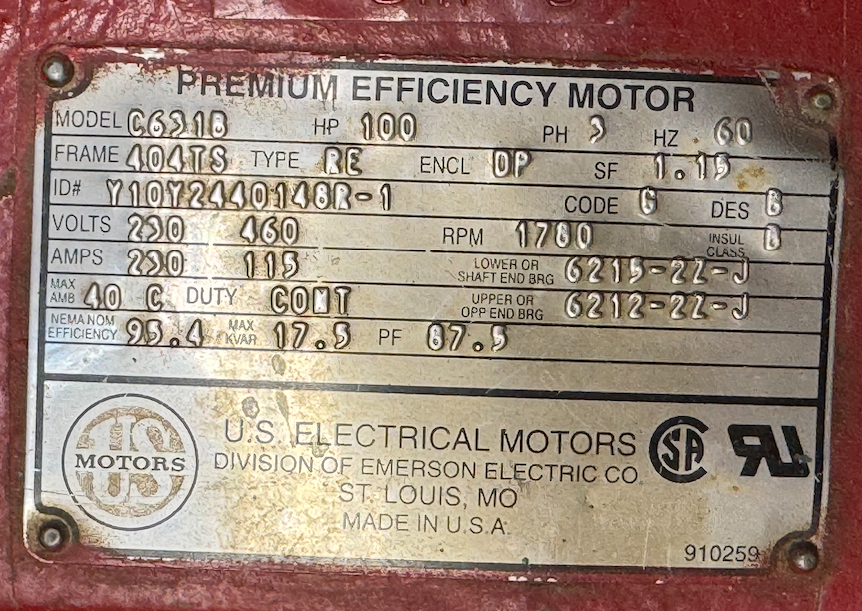 PREMIUM EFFICIENCY MOTOR
MODEL C631B HP 100 PH 3 HZ 60
FRAME 404TS TYPE RE ENCL DP SF 1.15
ID# Y10Y2440148R-1 CODE G DES B
VOLTS 230 460 RPM 1780 INSUL CLASS B
AMPS 230 115 LOWER OR SHAFT END BRG 6215-2Z-J
MAX AMB 40 C DUTY CONT UPPER OR OPP END BRG 6212-2Z-J
NEMA NOM EFFICIENCY 95.4 MAX KVAR 17.5 PF 87.5
US MOTORS
U.S. ELECTRICAL MOTORS
DIVISION OF EMERSON ELECTRIC CO.
ST. LOUIS, MO
MADE IN U.S.A.
SA
UR
910259